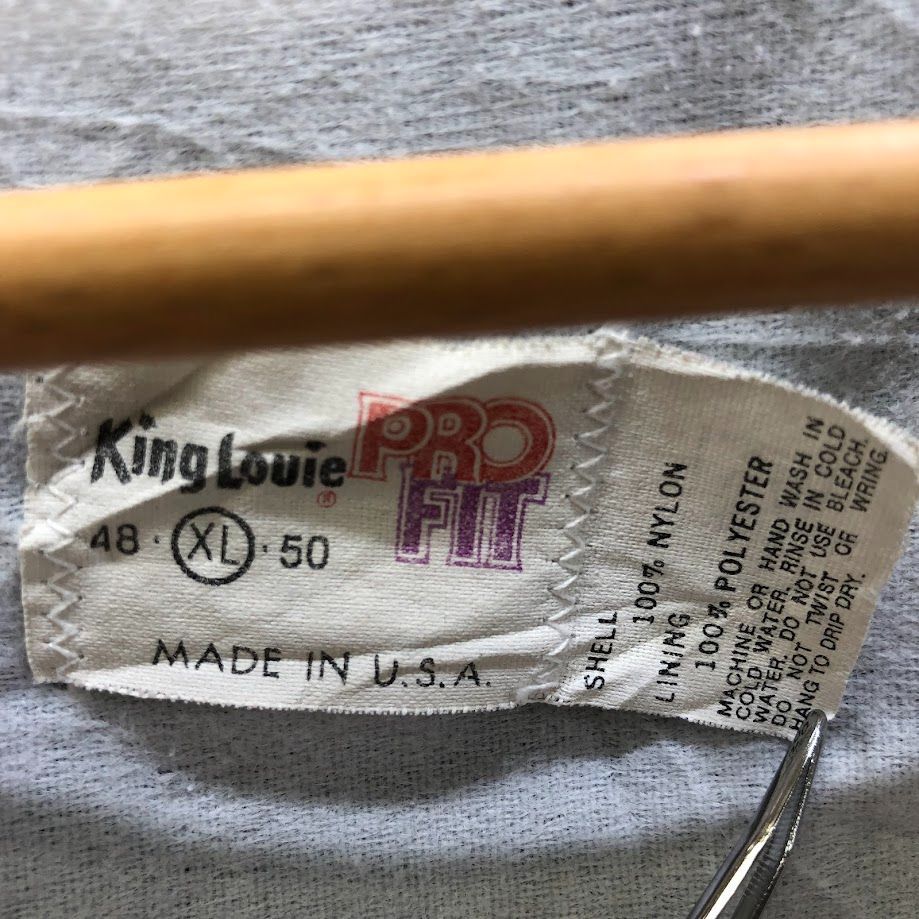 King Louie®
PRO
FIT
48 · XL · 50
MADE IN U.S.A.
SHELL
100% NYLON
LINING
100% POLYESTER
MACHINE OR HAND WASH IN
COLD WATER. RINSE IN COLD
WATER. DO NOT USE BLEACH.
DO NOT TWIST OR WRING.
HANG TO DRIP DRY.